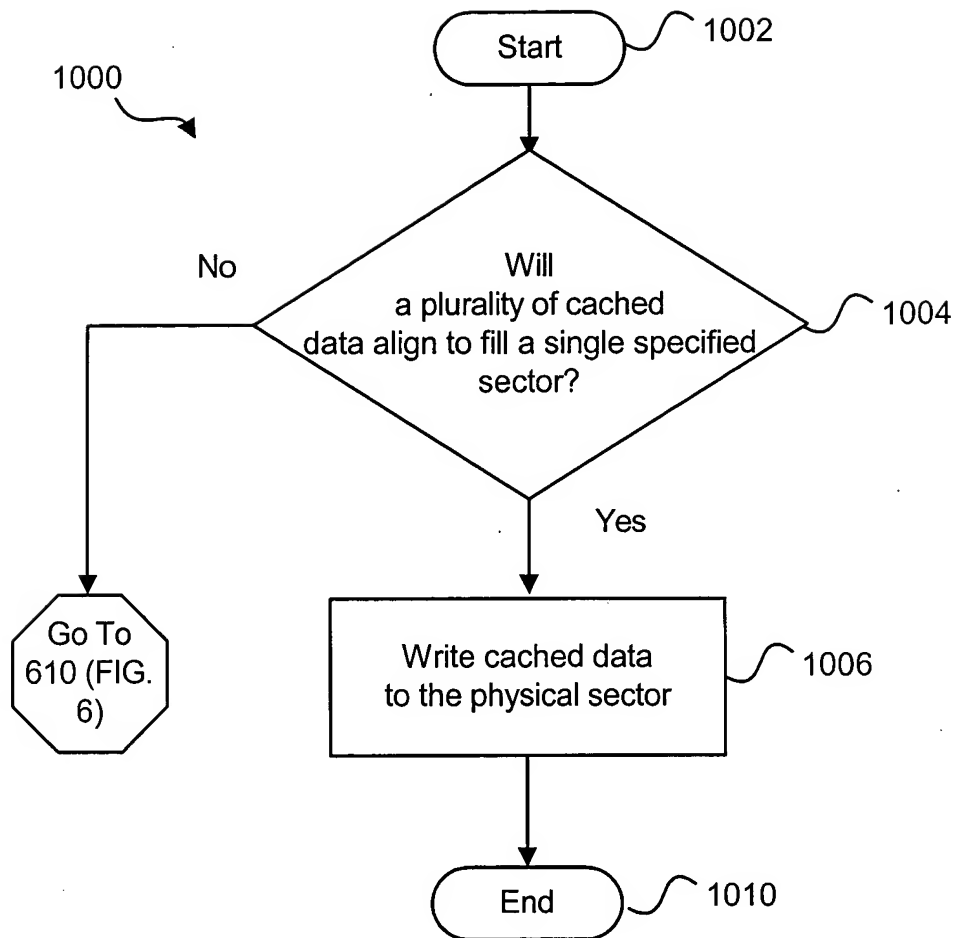 Start
1002
1000
No
Will
a plurality of cached
data align to fill a single specified
sector?
1004
Yes
Go To
610 (FIG.
6)
Write cached data
to the physical sector
1006
End
1010